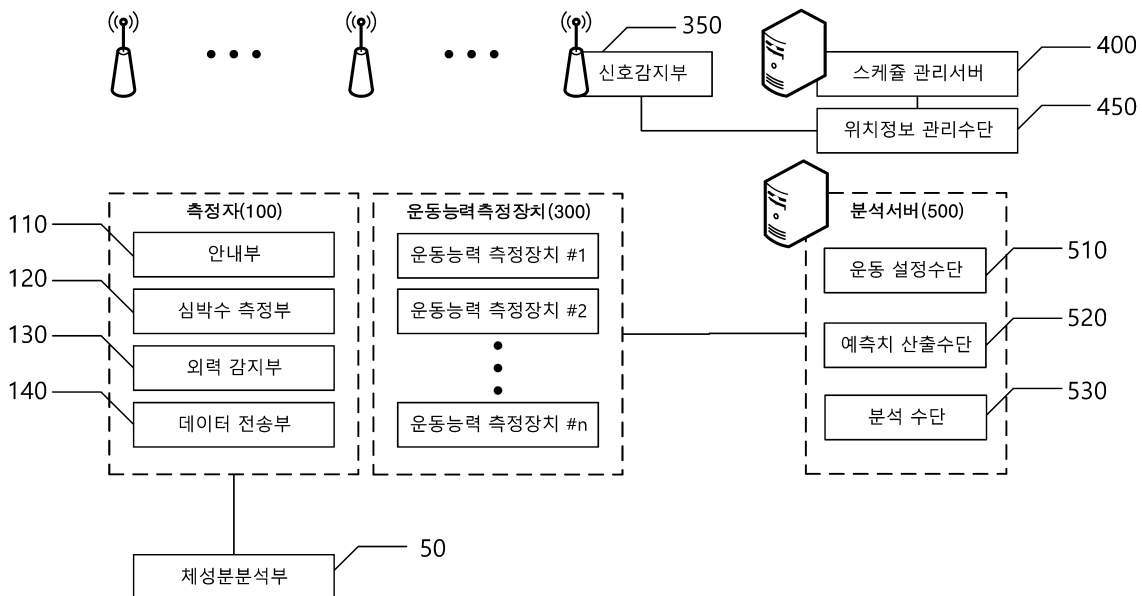 350
신호감지부
스케쥴 관리서버
400
위치정보 관리수단
450
측정자(100)
110
안내부
120
심박수 측정부
130
외력 감지부
140
데이터 전송부
운동능력측정장치(300)
운동능력 측정장치 #1
운동능력 측정장치 #2
운동능력 측정장치 #n
분석서버(500)
운동 설정수단
510
예측치 산출수단
520
분석 수단
530
체성분분석부
50